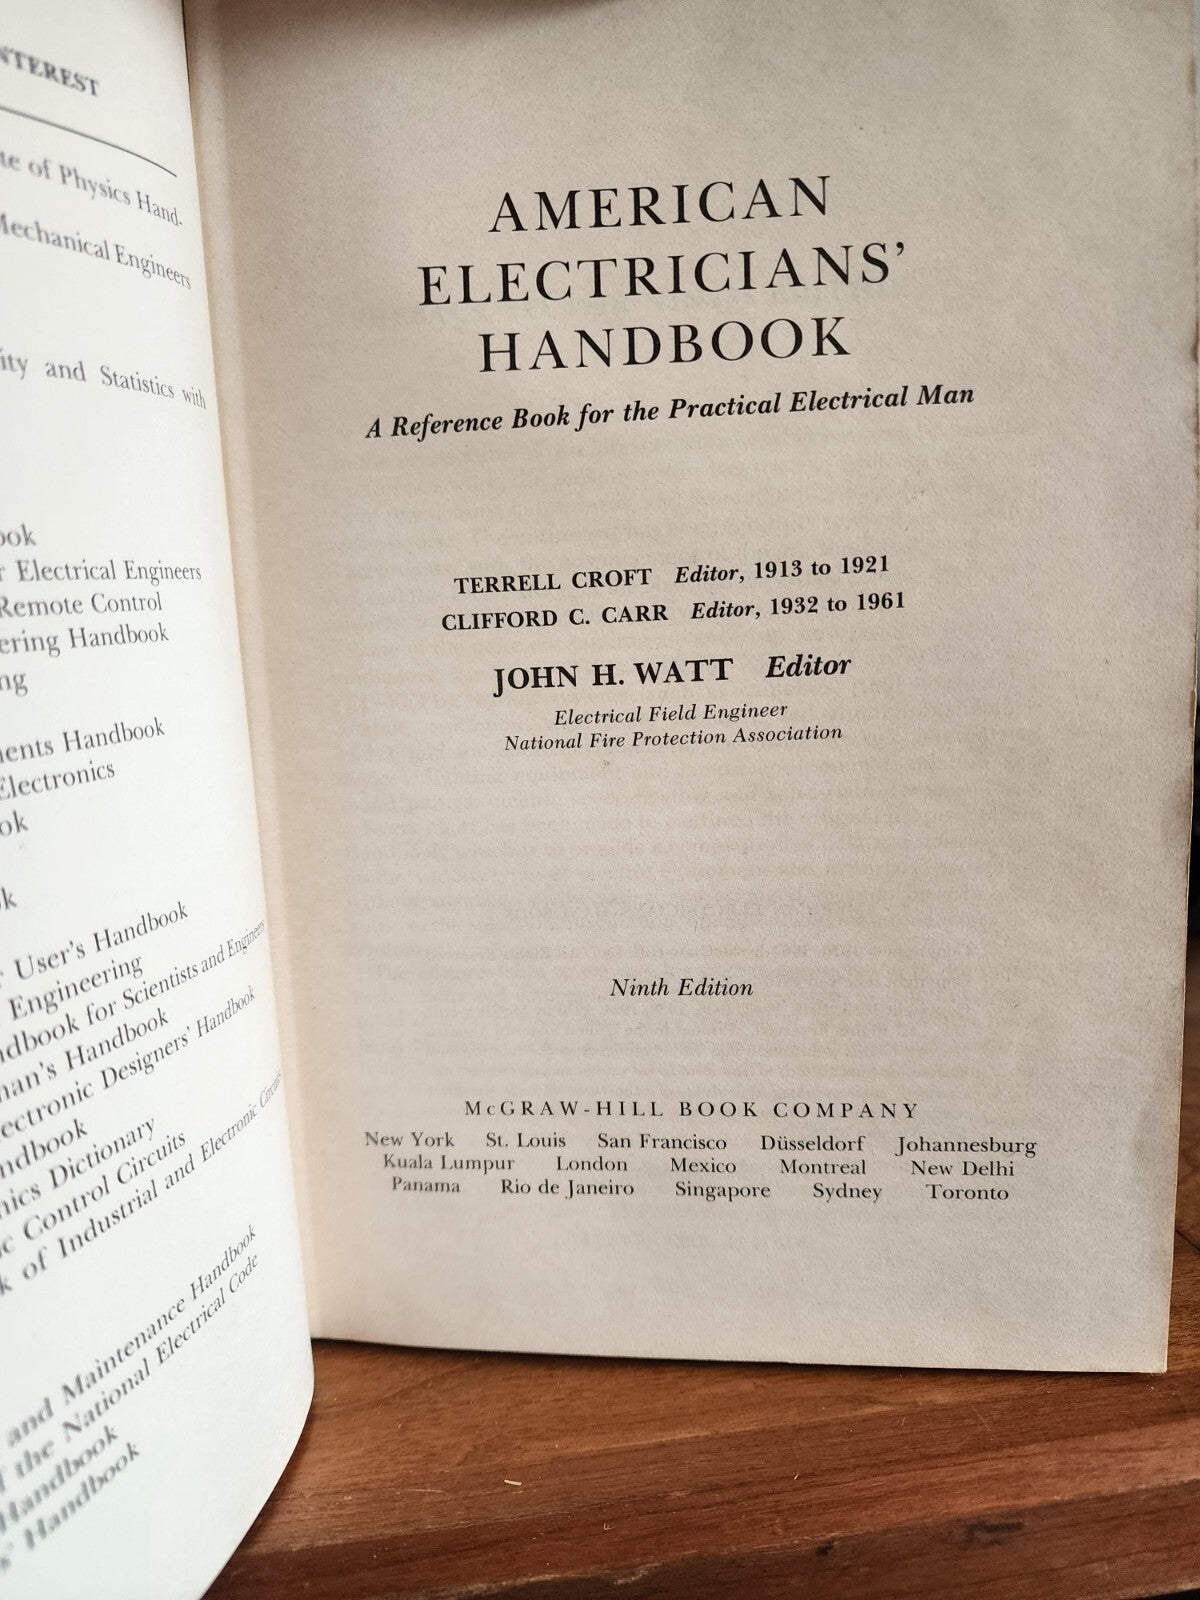 INTEREST
te of Physics Hand-
Mechanical Engineers
ity and Statistics with
ook
r Electrical Engineers
Remote Control
ering Handbook
ng
ments Handbook
Electronics
ok
k
r User's Handbook
Engineering
ndbook for Scientists and Engineers
man's Handbook
ectronic Designers' Handbook
ndbook
nics Dictionary
c Control Circuits
k of Industrial and Electronic Circuits
and Maintenance Handbook
f the National Electrical Code
Handbook
s' Handbook
AMERICAN
ELECTRICIANS'
HANDBOOK
A Reference Book for the Practical Electrical Man
TERRELL CROFT Editor, 1913 to 1921
CLIFFORD C. CARR Editor, 1932 to 1961
JOHN H. WATT Editor
Electrical Field Engineer
National Fire Protection Association
Ninth Edition
McGRAW-HILL BOOK COMPANY
New York St. Louis San Francisco Düsseldorf Johannesburg
Kuala Lumpur London Mexico Montreal New Delhi
Panama Rio de Janeiro Singapore Sydney Toronto